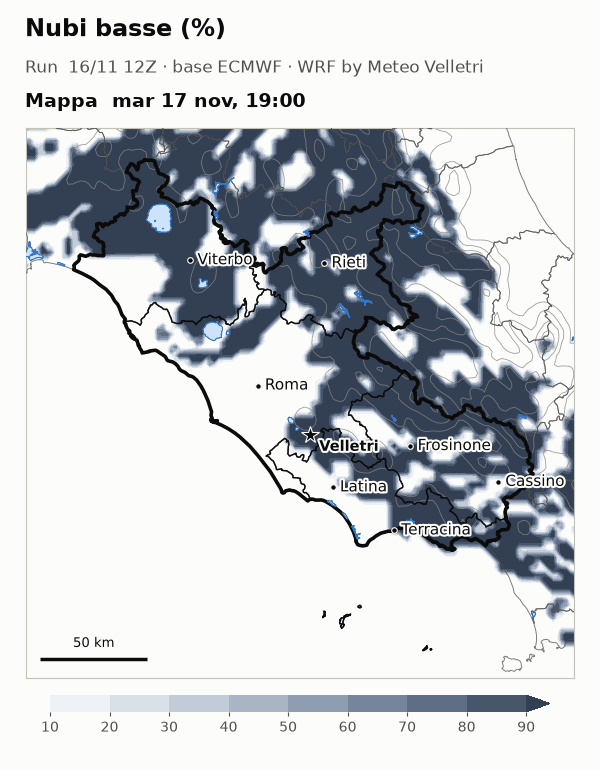 Nubi basse (%)
Run  16/11 12Z · base ECMWF · WRF by Meteo Velletri
Mappa  mar 17 nov, 19:00
Viterbo
Rieti
Roma
Velletri
Frosinone
Latina
Cassino
Terracina
50 km
10 20 30 40 50 60 70 80 90